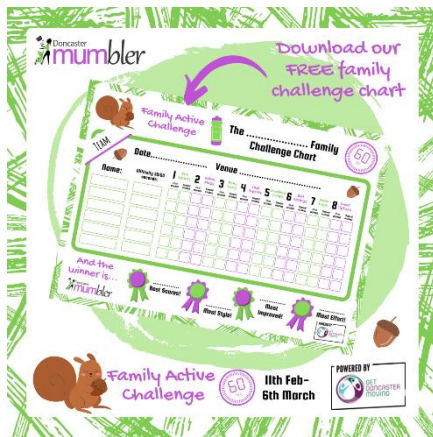 Doncaster
mumbler
Download our
FREE family
challenge chart
Family Active
Challenge
The ................. Family
Challenge Chart
60
TEAM
Date............... Venue ........................
Name:
1 2 3 4 5 6 7 8
And the
winner is...
Doncaster
mumbler
Best Scores!
Most Style!
Most
Improved!
Most Effort!
Family Active
Challenge
60
11th Feb-
6th March
POWERED BY
GET
DONCASTER
MOVING